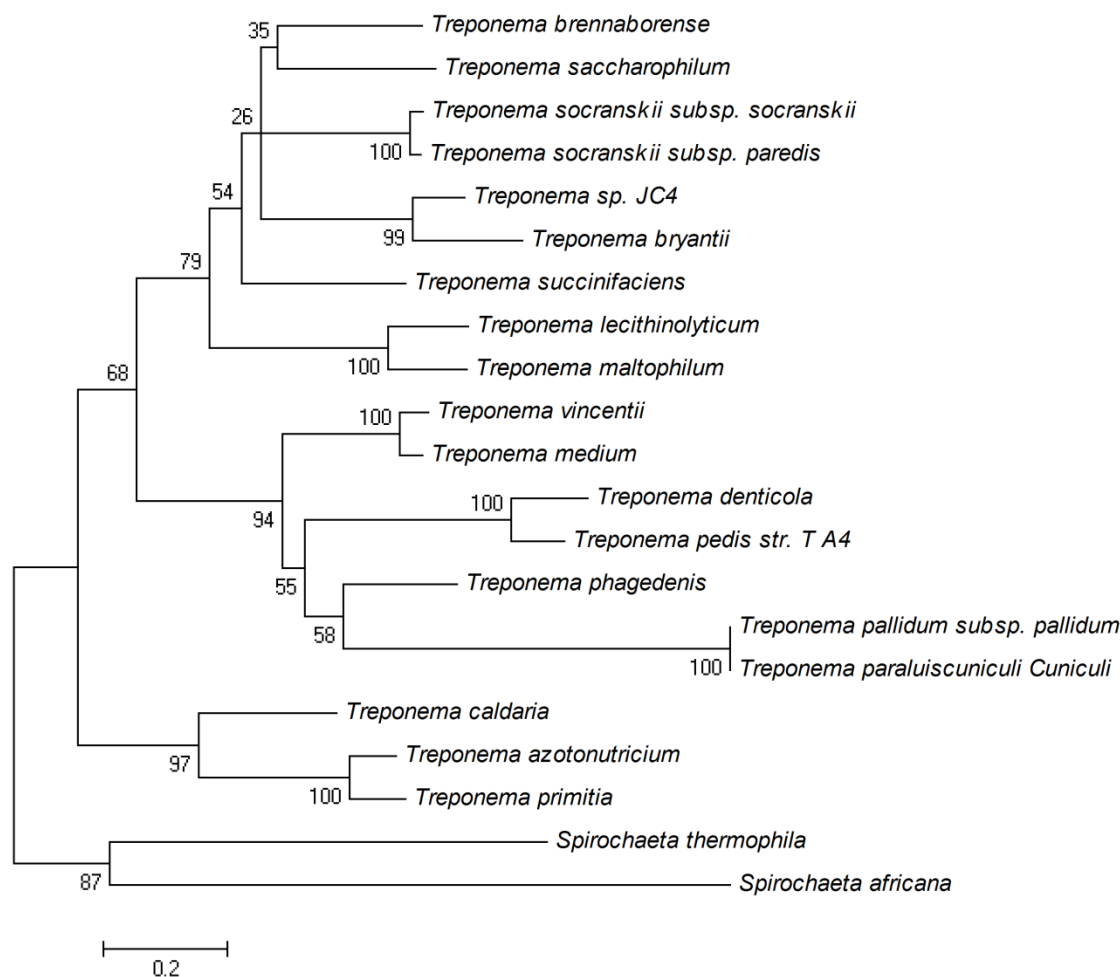 35
Treponema brennaborense
Treponema saccharophilum
26
Treponema socranskii subsp. socranskii
100
Treponema socranskii subsp. paredis
54
Treponema sp. JC4
99
Treponema bryantii
79
Treponema succinifaciens
Treponema lecithinolyticum
100
Treponema maltophilum
68
100
Treponema vincentii
Treponema medium
100
Treponema denticola
94
Treponema pedis str. T A4
55
Treponema phagedenis
58
Treponema pallidum subsp. pallidum
100
Treponema paraluiscuniculi Cuniculi
Treponema caldaria
97
Treponema azotonutricium
100
Treponema primitia
Spirochaeta thermophila
87
Spirochaeta africana
0.2